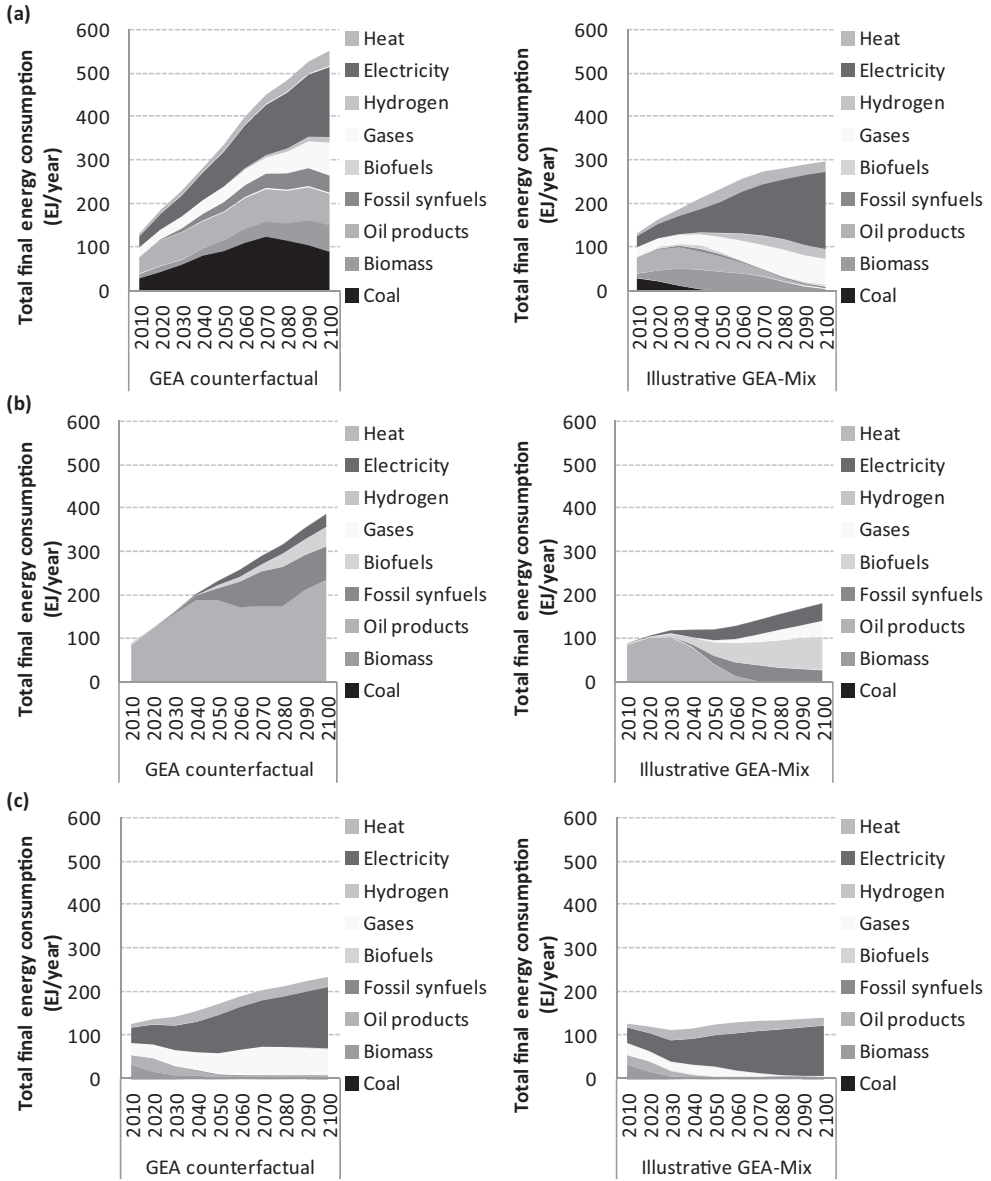 (a)
Total final energy consumption
(EJ/year)
600
500
400
300
200
100
0
2010
2020
2030
2040
2050
2060
2070
2080
2090
2100
GEA counterfactual
Heat
Electricity
Hydrogen
Gases
Biofuels
Fossil synfuels
Oil products
Biomass
Coal
Total final energy consumption
(EJ/year)
600
500
400
300
200
100
0
2010
2020
2030
2040
2050
2060
2070
2080
2090
2100
Illustrative GEA-Mix
Heat
Electricity
Hydrogen
Gases
Biofuels
Fossil synfuels
Oil products
Biomass
Coal
(b)
Total final energy consumption
(EJ/year)
600
500
400
300
200
100
0
2010
2020
2030
2040
2050
2060
2070
2080
2090
2100
GEA counterfactual
Heat
Electricity
Hydrogen
Gases
Biofuels
Fossil synfuels
Oil products
Biomass
Coal
Total final energy consumption
(EJ/year)
600
500
400
300
200
100
0
2010
2020
2030
2040
2050
2060
2070
2080
2090
2100
Illustrative GEA-Mix
Heat
Electricity
Hydrogen
Gases
Biofuels
Fossil synfuels
Oil products
Biomass
Coal
(c)
Total final energy consumption
(EJ/year)
600
500
400
300
200
100
0
2010
2020
2030
2040
2050
2060
2070
2080
2090
2100
GEA counterfactual
Heat
Electricity
Hydrogen
Gases
Biofuels
Fossil synfuels
Oil products
Biomass
Coal
Total final energy consumption
(EJ/year)
600
500
400
300
200
100
0
2010
2020
2030
2040
2050
2060
2070
2080
2090
2100
Illustrative GEA-Mix
Heat
Electricity
Hydrogen
Gases
Biofuels
Fossil synfuels
Oil products
Biomass
Coal